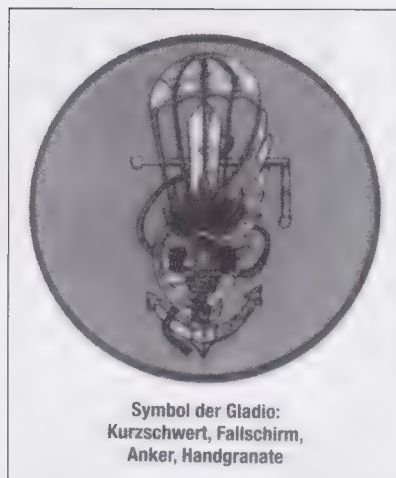 Symbol der Gladio:
Kurzschwert, Fallschirm,
Anker, Handgranate